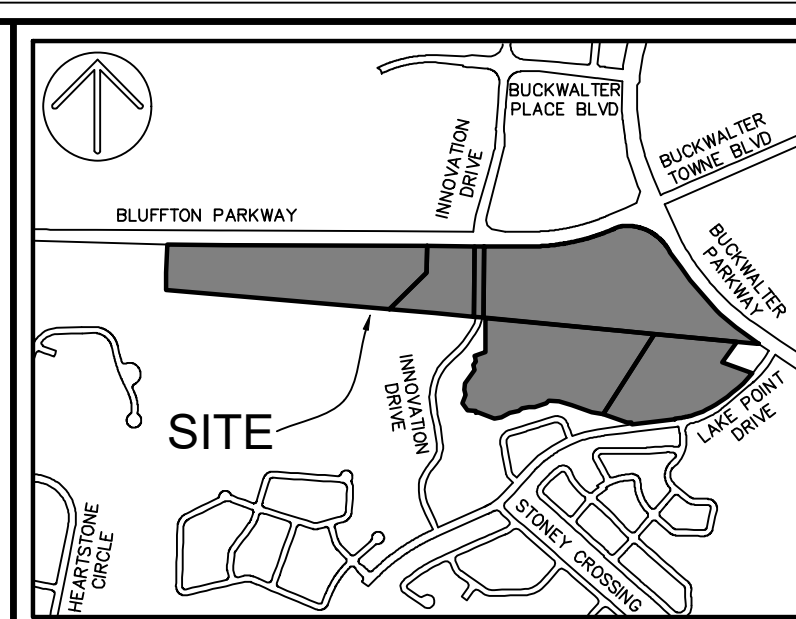 BUCKWALTER
PLACE BLVD
BUCKWALTER
TOWNE BLVD
INNOVATION
DRIVE
BLUFFTON PARKWAY
BUCKWALTER
PARKWAY
INNOVATION
DRIVE
LAKE POINT
DRIVE
SITE
HEARTSTONE
CIRCLE
STONEY CROSSING